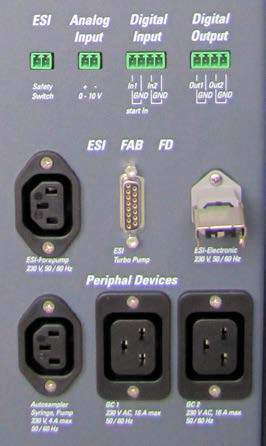 ESI Analog Input Digital Input Digital Output
Safety Switch
+ -
0 - 10 V
In1 In2
GND GND
start In
Out1 Out2
GND GND
ESI FAB FD
ESI-Forepump
230 V, 50 / 60 Hz
ESI
Turbo Pump
ESI-Electronic
230 V, 50 / 60 Hz
Periphial Devices
Autosampler
Syringe, Pump
230 V, 4 A max
50 / 60 Hz
GC 1
230 V AC, 16 A max
50 / 60 Hz
GC 2
230 V AC, 16 A max
50 / 60 Hz